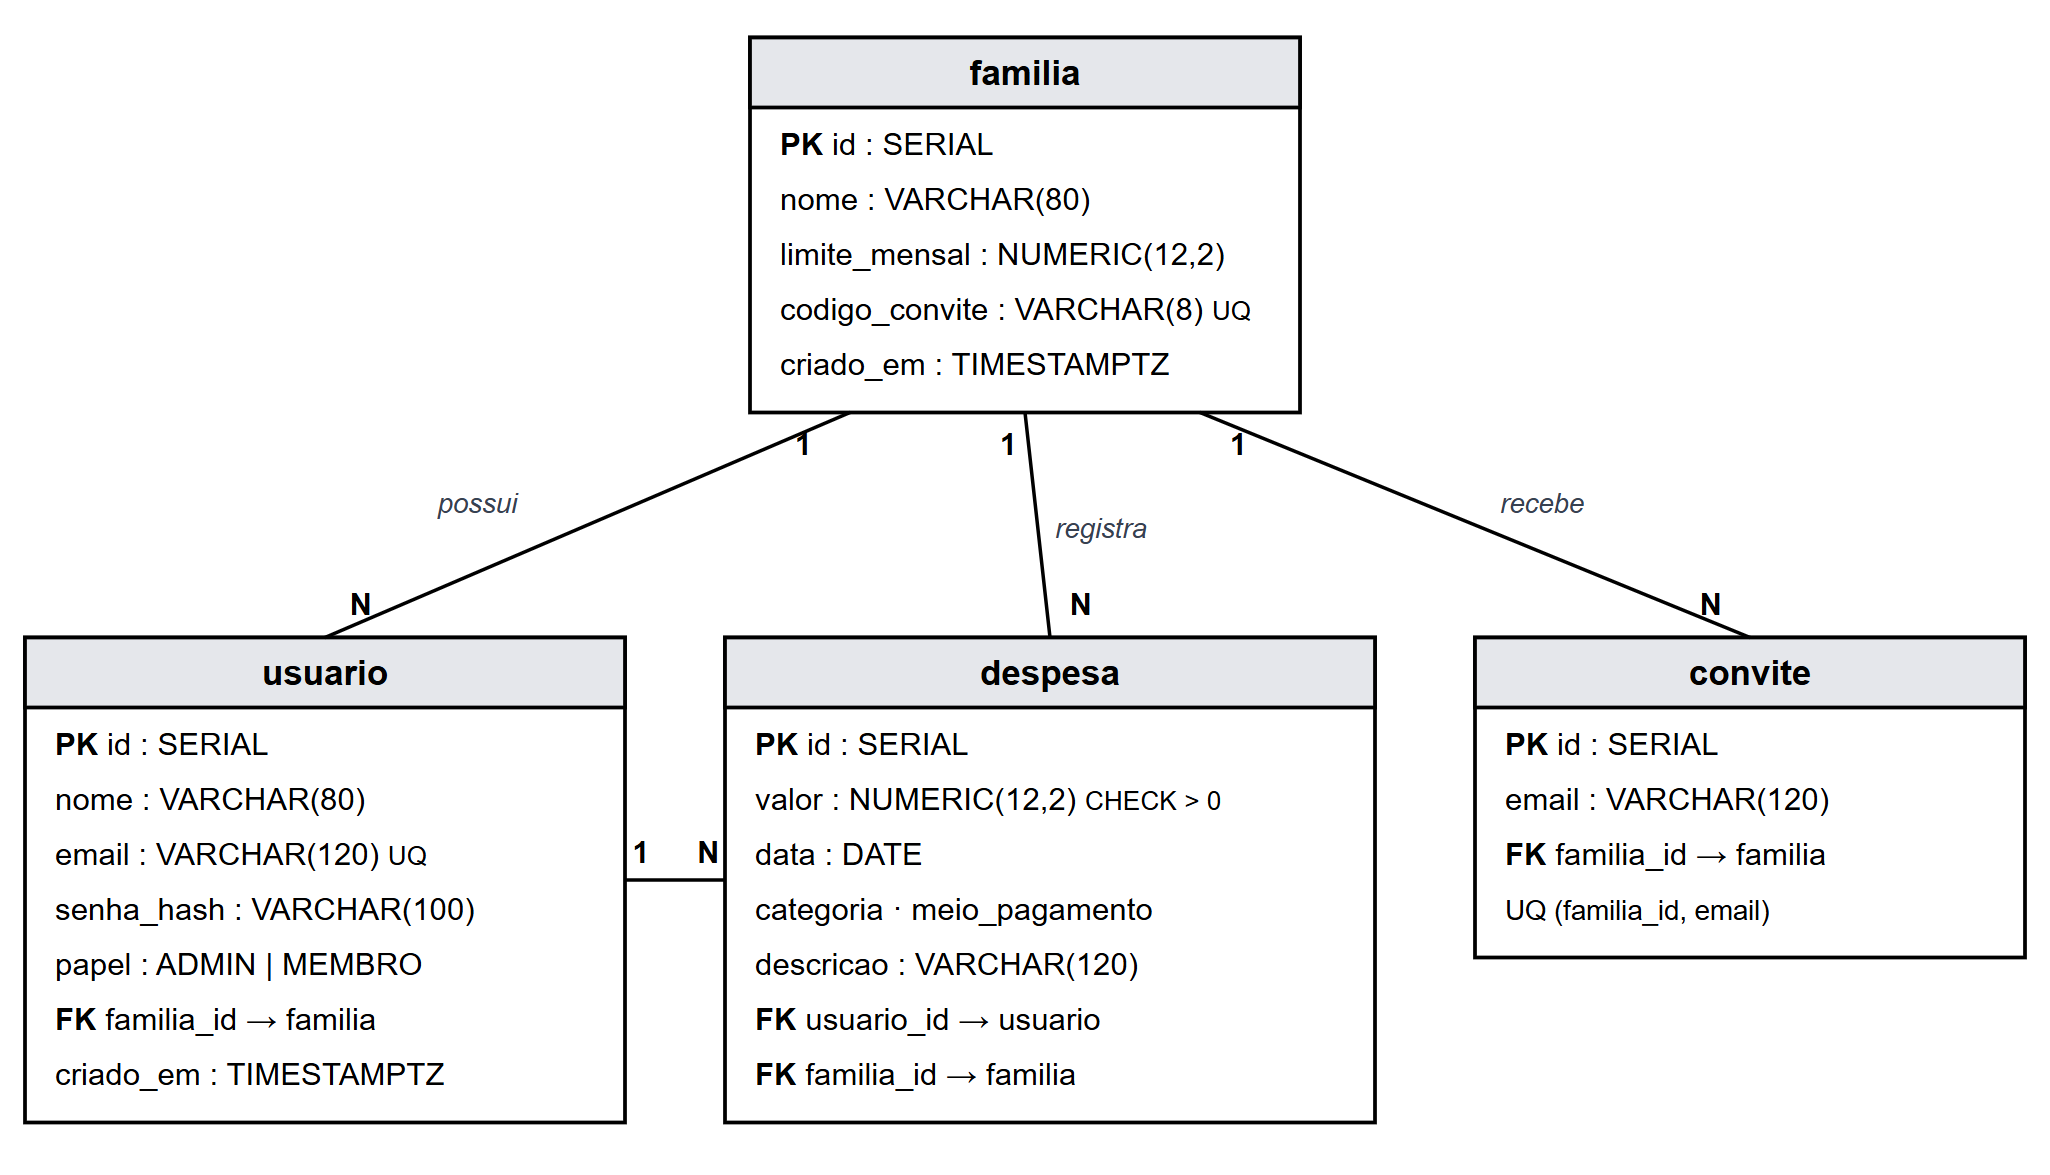 familia
PK id : SERIAL
nome : VARCHAR(80)
limite_mensal : NUMERIC(12,2)
codigo_convite : VARCHAR(8) UQ
criado_em : TIMESTAMPTZ
1
1
1
possui
registra
recebe
N
N
N
usuario
PK id : SERIAL
nome : VARCHAR(80)
email : VARCHAR(120) UQ
senha_hash : VARCHAR(100)
papel : ADMIN | MEMBRO
FK familia_id → familia
criado_em : TIMESTAMPTZ
1
N
despesa
PK id : SERIAL
valor : NUMERIC(12,2) CHECK > 0
data : DATE
categoria · meio_pagamento
descricao : VARCHAR(120)
FK usuario_id → usuario
FK familia_id → familia
convite
PK id : SERIAL
email : VARCHAR(120)
FK familia_id → familia
UQ (familia_id, email)